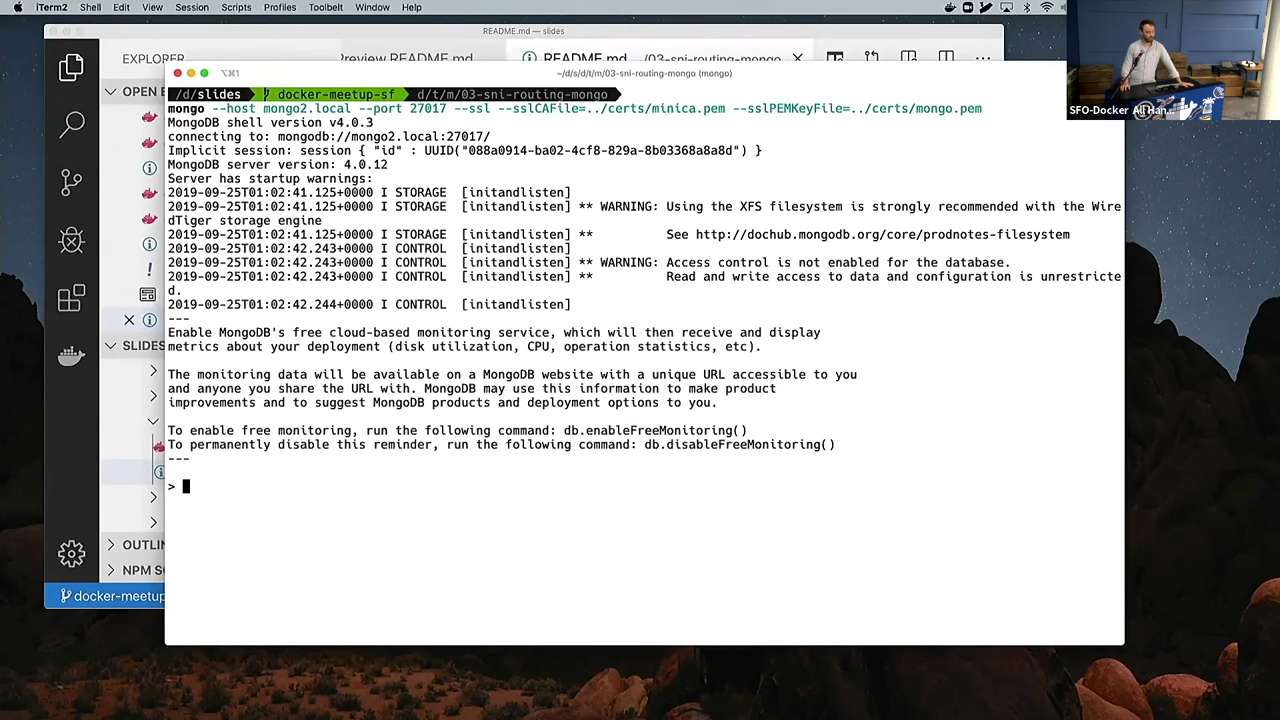 iTerm2 Shell Edit View Session Scripts Profiles Toolbelt Window Help
README.md — slides
EXPLORER
Preview README.md
README.md .../03-sni-routing-mongo
OPEN E
SLIDES
OUTLIN
NPM SC
docker-meetup
⌥⌘1
~/d/s/d/t/m/03-sni-routing-mongo (mongo)
/d/slides docker-meetup-sf d/t/m/03-sni-routing-mongo
mongo --host mongo2.local --port 27017 --ssl --sslCAFile=../certs/minica.pem --sslPEMKeyFile=../certs/mongo.pem
MongoDB shell version v4.0.3
connecting to: mongodb://mongo2.local:27017/
Implicit session: session { "id" : UUID("088a0914-ba02-4cf8-829a-8b03368a8a8d") }
MongoDB server version: 4.0.12
Server has startup warnings:
2019-09-25T01:02:41.125+0000 I STORAGE  [initandlisten]
2019-09-25T01:02:41.125+0000 I STORAGE  [initandlisten] ** WARNING: Using the XFS filesystem is strongly recommended with the Wire
dTiger storage engine
2019-09-25T01:02:41.125+0000 I STORAGE  [initandlisten] **          See http://dochub.mongodb.org/core/prodnotes-filesystem
2019-09-25T01:02:42.243+0000 I CONTROL  [initandlisten]
2019-09-25T01:02:42.243+0000 I CONTROL  [initandlisten] ** WARNING: Access control is not enabled for the database.
2019-09-25T01:02:42.243+0000 I CONTROL  [initandlisten] **          Read and write access to data and configuration is unrestricte
d.
2019-09-25T01:02:42.244+0000 I CONTROL  [initandlisten]
---
Enable MongoDB's free cloud-based monitoring service, which will then receive and display
metrics about your deployment (disk utilization, CPU, operation statistics, etc).
The monitoring data will be available on a MongoDB website with a unique URL accessible to you
and anyone you share the URL with. MongoDB may use this information to make product
improvements and to suggest MongoDB products and deployment options to you.
To enable free monitoring, run the following command: db.enableFreeMonitoring()
To permanently disable this reminder, run the following command: db.disableFreeMonitoring()
---
>
SFO-Docker All Han...